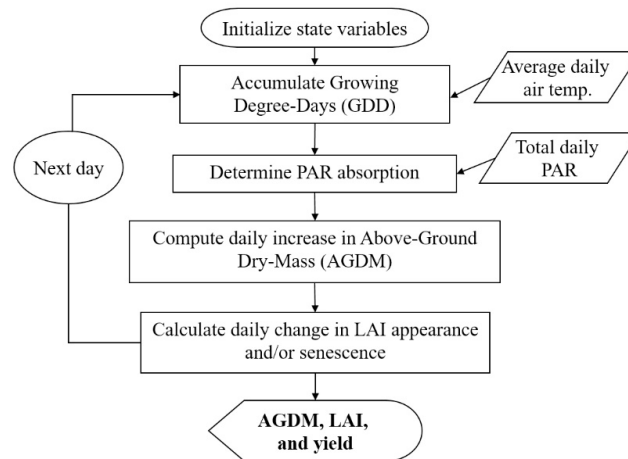 Initialize state variables
Accumulate Growing
Degree-Days (GDD)
Average daily
air temp.
Next day
Determine PAR absorption
Total daily
PAR
Compute daily increase in Above-Ground
Dry-Mass (AGDM)
Calculate daily change in LAI appearance
and/or senescence
AGDM, LAI,
and yield